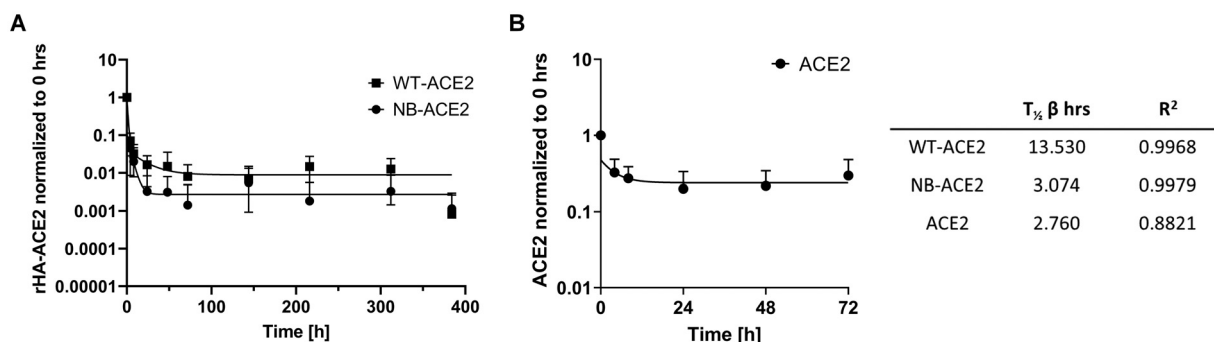 A
rHA-ACE2 normalized to 0 hrs
10
1
0.1
0.01
0.001
0.0001
0.00001
0
100
200
300
400
Time [h]
WT-ACE2
NB-ACE2
B
ACE2 normalized to 0 hrs
10
1
0.1
0.01
0
24
48
72
Time [h]
ACE2
T½ β hrs R²
WT-ACE2 13.530 0.9968
NB-ACE2 3.074 0.9979
ACE2 2.760 0.8821